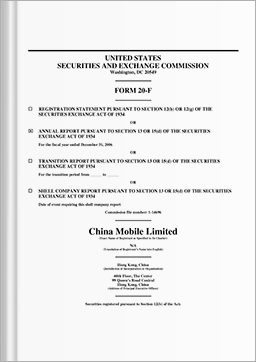 UNITED STATES
SECURITIES AND EXCHANGE COMMISSION
Washington, DC 20549
FORM 20-F
☐ REGISTRATION STATEMENT PURSUANT TO SECTION 12(b) OR 12(g) OF THE
SECURITIES EXCHANGE ACT OF 1934
OR
☒ ANNUAL REPORT PURSUANT TO SECTION 13 OR 15(d) OF THE SECURITIES
EXCHANGE ACT OF 1934
For the fiscal year ended December 31, 2006
OR
☐ TRANSITION REPORT PURSUANT TO SECTION 13 OR 15(d) OF THE SECURITIES
EXCHANGE ACT OF 1934
For the transition period from _____ to _____.
OR
☐ SHELL COMPANY REPORT PURSUANT TO SECTION 13 OR 15(d) OF THE SECURITIES
EXCHANGE ACT OF 1934
Date of event requiring this shell company report
Commission file number: 1-14696
China Mobile Limited
(Exact Name of Registrant as Specified in Its Charter)
N/A
(Translation of Registrant's Name into English)
Hong Kong, China
(Jurisdiction of Incorporation or Organization)
60th Floor, The Center
99 Queen's Road Central
Hong Kong, China
(Address of Principal Executive Offices)
Securities registered pursuant to Section 12(b) of the Act: